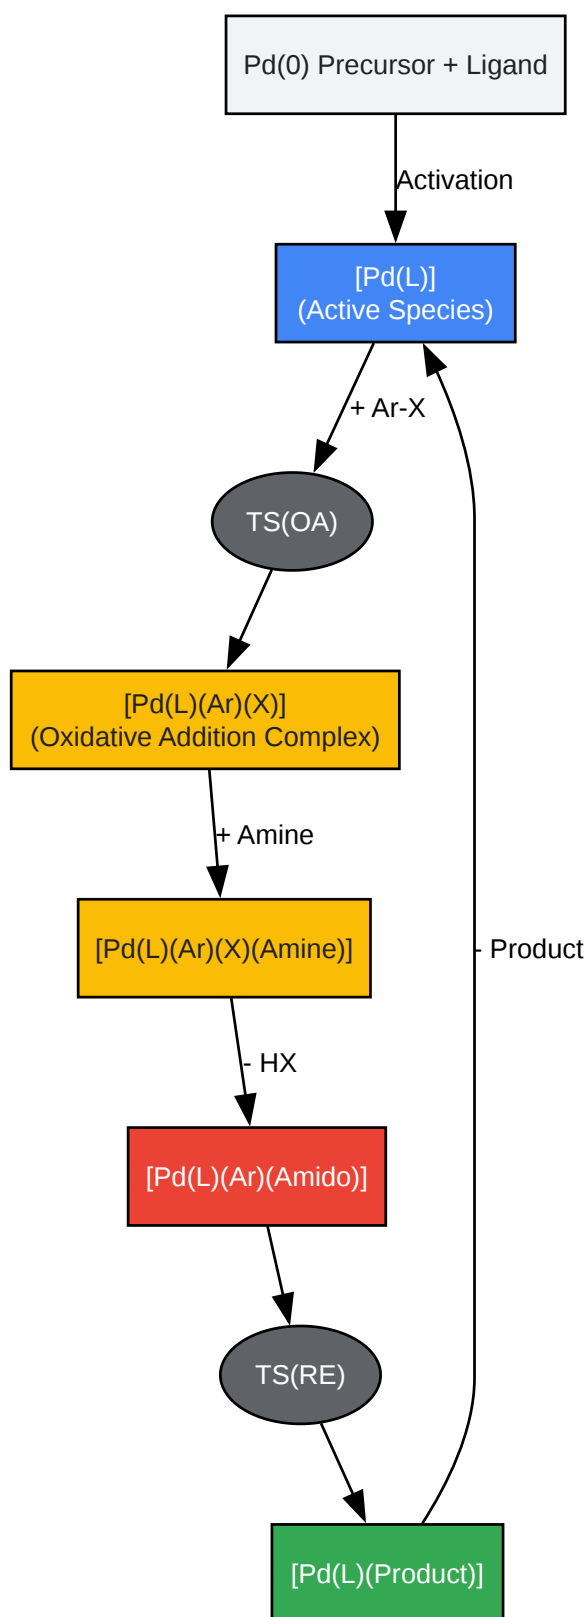 Pd(0) Precursor + Ligand
Activation
[Pd(L)]
(Active Species)
+ Ar-X
TS(OA)
[Pd(L)(Ar)(X)]
(Oxidative Addition Complex)
+ Amine
[Pd(L)(Ar)(X)(Amine)]
- Product
- HX
[Pd(L)(Ar)(Amido)]
TS(RE)
[Pd(L)(Product)]